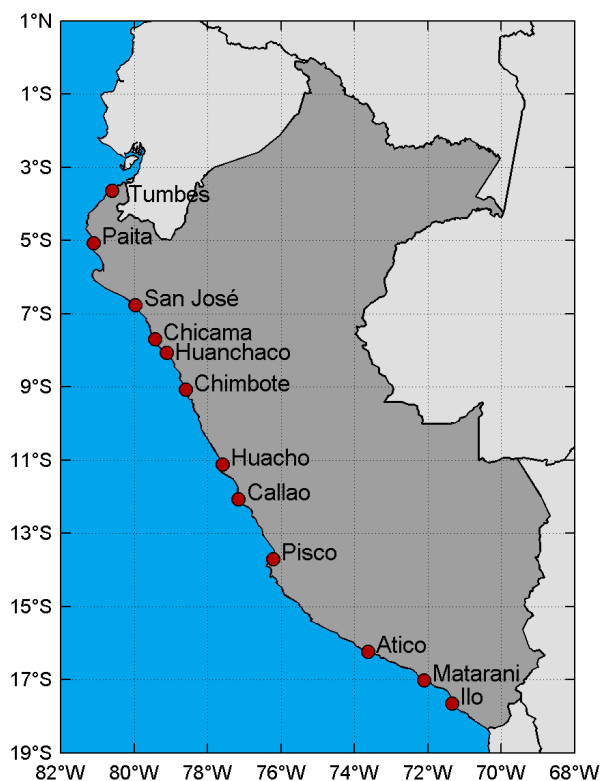 1°N
1°S
3°S
Tumbes
5°S
Paita
San José
7°S
Chicama
Huanchaco
9°S
Chimbote
11°S
Huacho
Callao
13°S
Pisco
15°S
Atico
17°S
Matarani
Ilo
19°S
82°W 80°W 78°W 76°W 74°W 72°W 70°W 68°W